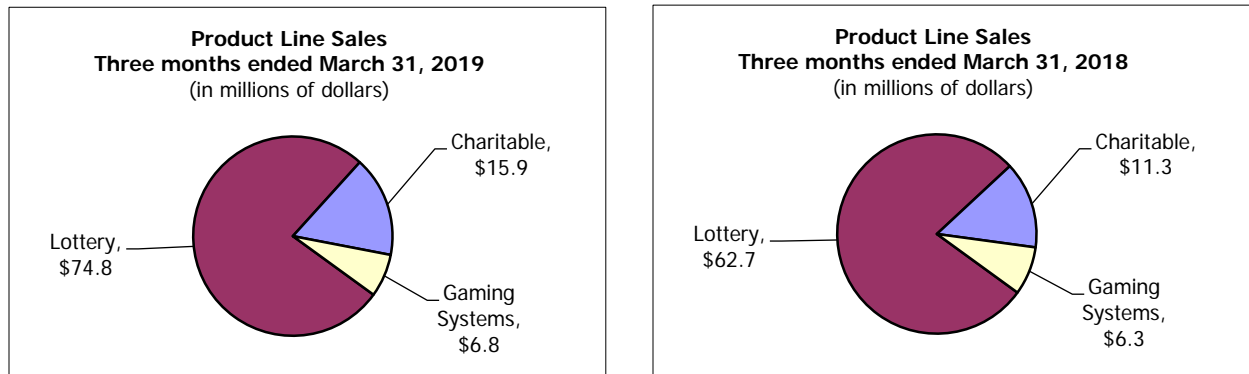 Product Line Sales
Three months ended March 31, 2019
(in millions of dollars)
Charitable,
$15.9
Lottery,
$74.8
Gaming
Systems,
$6.8
Product Line Sales
Three months ended March 31, 2018
(in millions of dollars)
Charitable,
$11.3
Lottery,
$62.7
Gaming
Systems,
$6.3